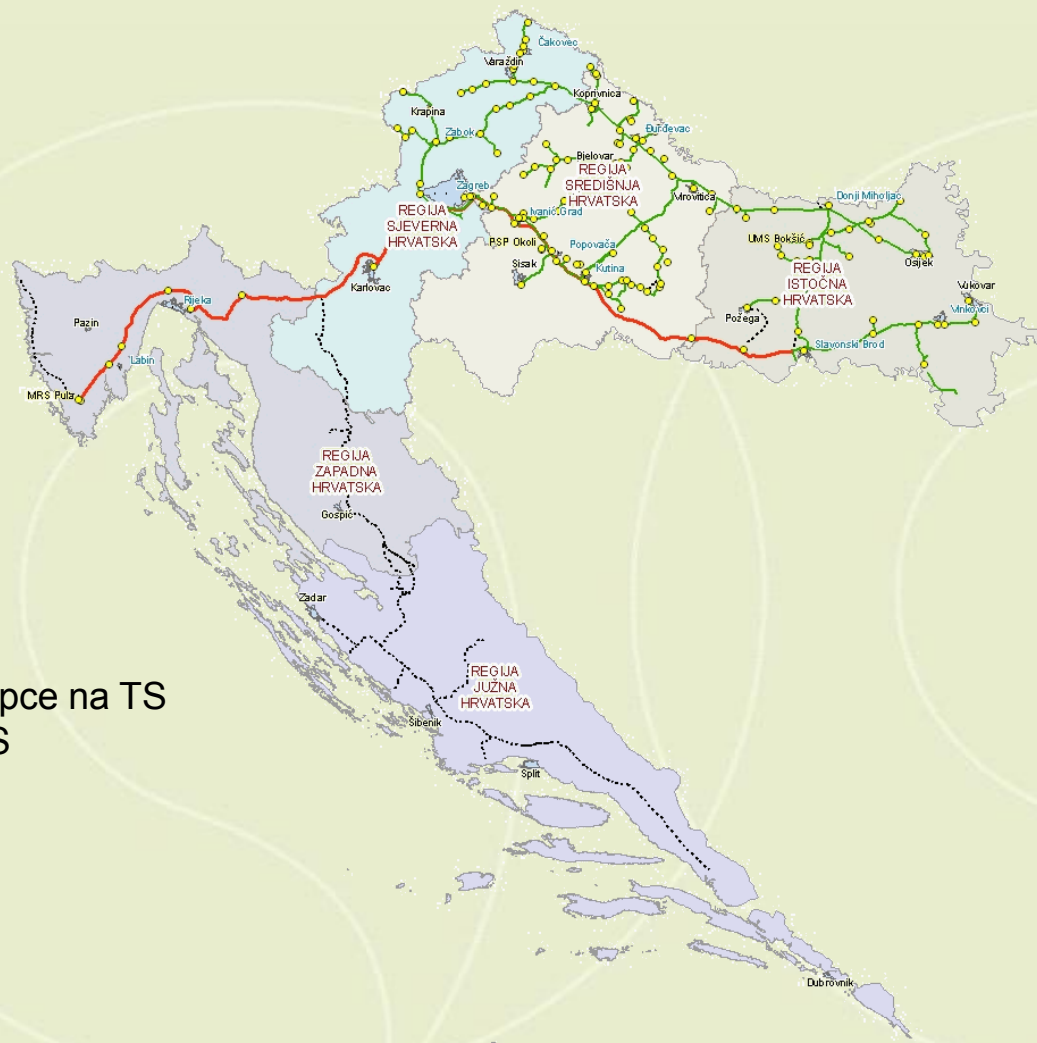 Čakovec
Varaždin
Koprivnica
Krapina
Zabok
Đurđevac
Bjelovar
REGIJA
SREDIŠNJA
HRVATSKA
Zagreb
Virovitica
Donji Miholjac
REGIJA
SJEVERNA
HRVATSKA
Ivanić Grad
PSP Okoli
Popovača
UMS Bokšić
Sisak
Kutina
Osijek
REGIJA
ISTOČNA
HRVATSKA
Karlovac
Vukovar
Rijeka
Požega
Vinkovci
Pazin
Slavonski Brod
Labin
MRS Pula
REGIJA
ZAPADNA
HRVATSKA
Gospić
Zadar
REGIJA
JUŽNA
HRVATSKA
pce na TS
S
Šibenik
Split
Dubrovnik